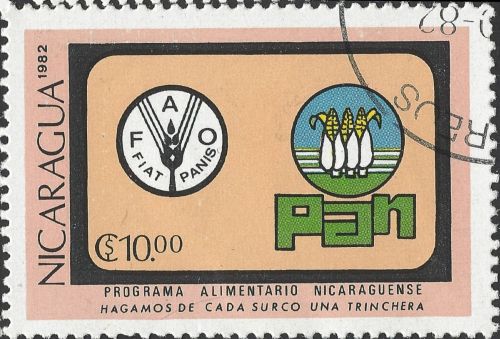 NICARAGUA 1982
F A O
FIAT PANIS
Pan
C$10.00
PROGRAMA ALIMENTARIO NICARAGUENSE
HAGAMOS DE CADA SURCO UNA TRINCHERA